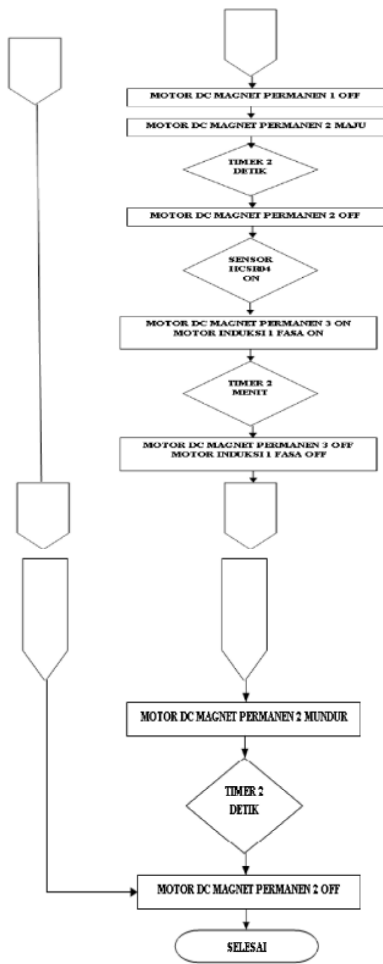 MOTOR DC MAGNET PERMANEN 1 OFF
MOTOR DC MAGNET PERMANEN 2 MAJU
TIMER 2
DETIK
MOTOR DC MAGNET PERMANEN 2 OFF
SENSOR
HCSR04
ON
MOTOR DC MAGNET PERMANEN 3 ON
MOTOR INDUKSI 1 FASA ON
TIMER 2
MENIT
MOTOR DC MAGNET PERMANEN 3 OFF
MOTOR INDUKSI 1 FASA OFF
MOTOR DC MAGNET PERMANEN 2 MUNDUR
TIMER 2
DETIK
MOTOR DC MAGNET PERMANEN 2 OFF
SELESAI